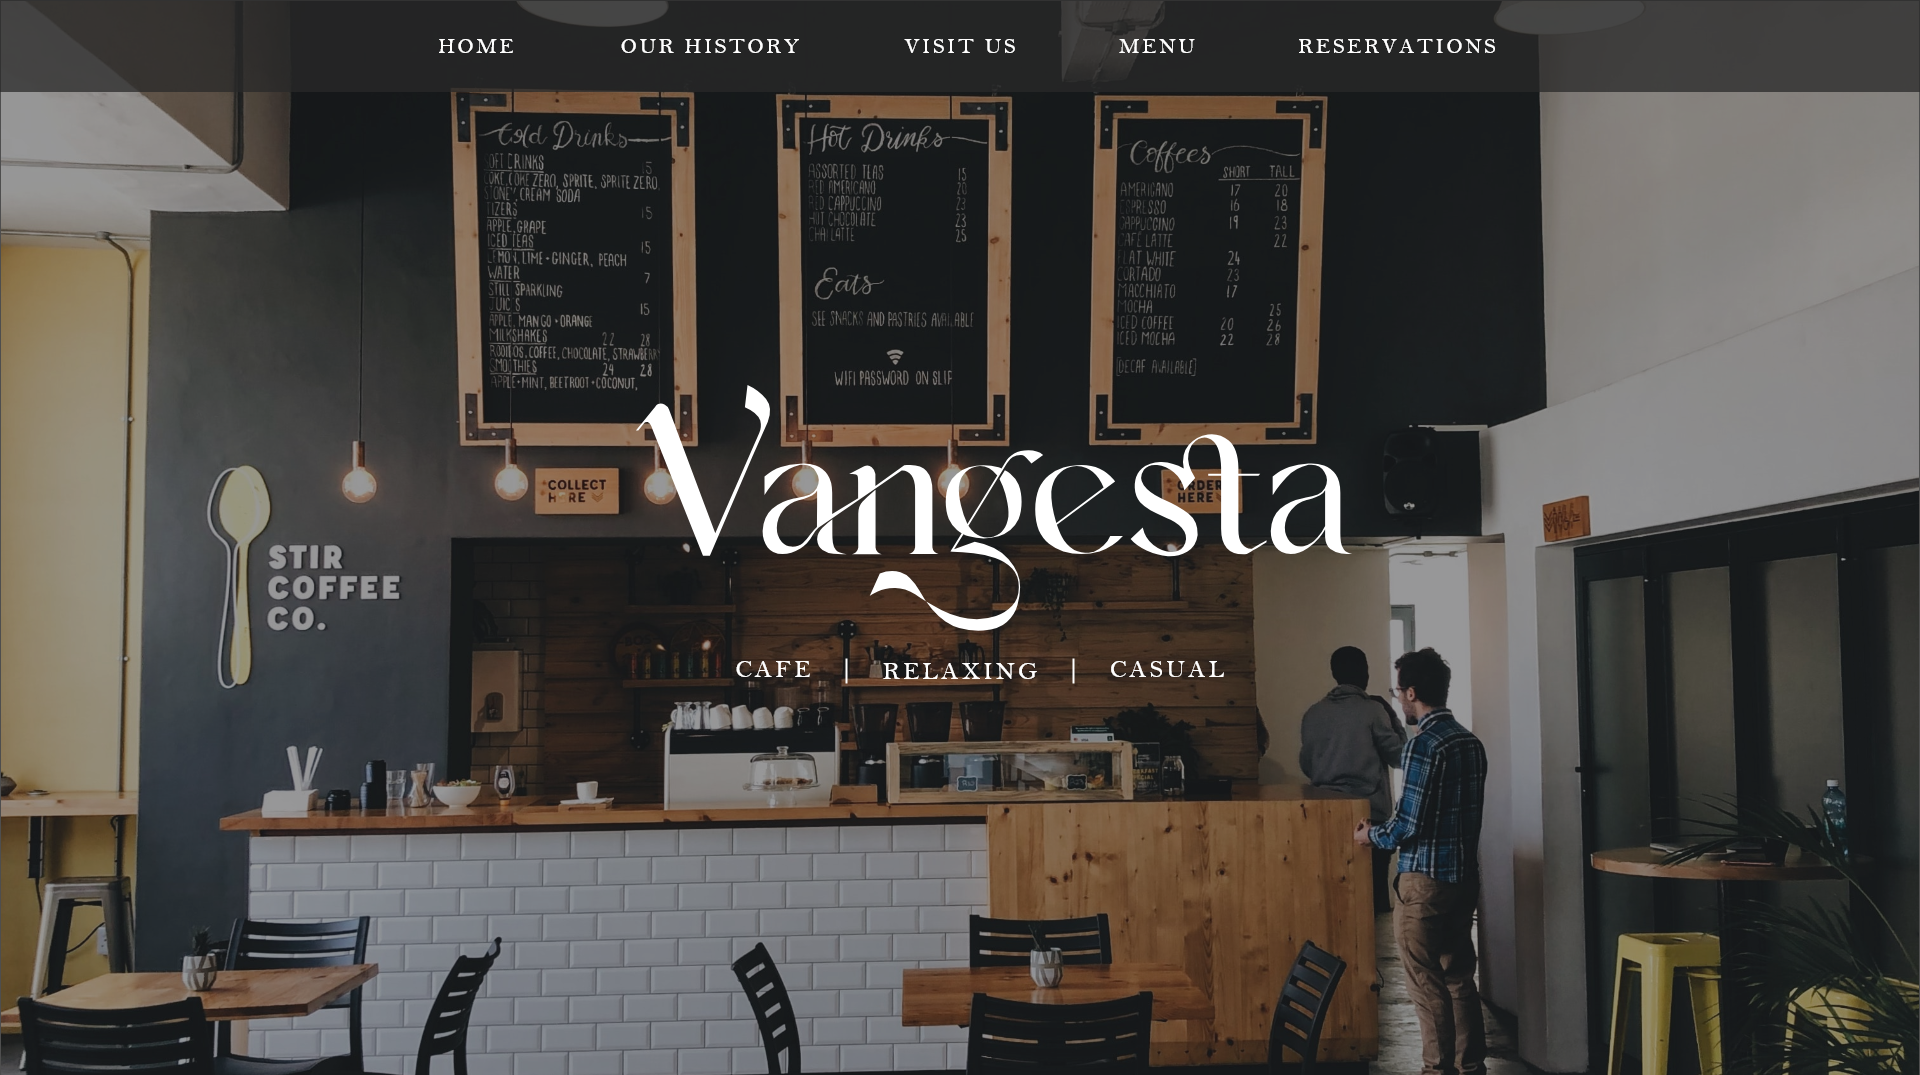 HOME OUR HISTORY VISIT US MENU RESERVATIONS
Cold Drinks
SOFT DRINKS 15
COKE, COKE ZERO, SPRITE, SPRITE ZERO,
STONEY, CREAM SODA
TIZERS 15
APPLE, GRAPE
ICED TEAS 15
LEMON, LIME • GINGER, PEACH
WATER 7
STILL SPARKLING
JUICES 15
APPLE, MANGO • ORANGE
MILKSHAKES 22 28
ROOIBOS, COFFEE, CHOCOLATE, STRAWBERRY
SMOOTHIES 24 28
APPLE • MINT, BEETROOT • COCONUT,
Hot Drinks
ASSORTED TEAS 15
RED AMERICANO 20
RED CAPPUCCINO 23
HOT CHOCOLATE 23
CHAI LATTE 25
Eats
SEE SNACKS AND PASTRIES AVAILABLE
WIFI PASSWORD ON SLIP
Coffees
SHORT TALL
AMERICANO 17 20
ESPRESSO 16 18
CAPPUCCINO 19 23
CAFÉ LATTE 22
FLAT WHITE 24
CORTADO 23
MACCHIATO 17
MOCHA 25
ICED COFFEE 20 26
ICED MOCHA 22 28
[DECAF AVAILABLE]
COLLECT
HERE
ORDER
HERE
Vangesta
STIR
COFFEE
CO.
CAFE | RELAXING | CASUAL